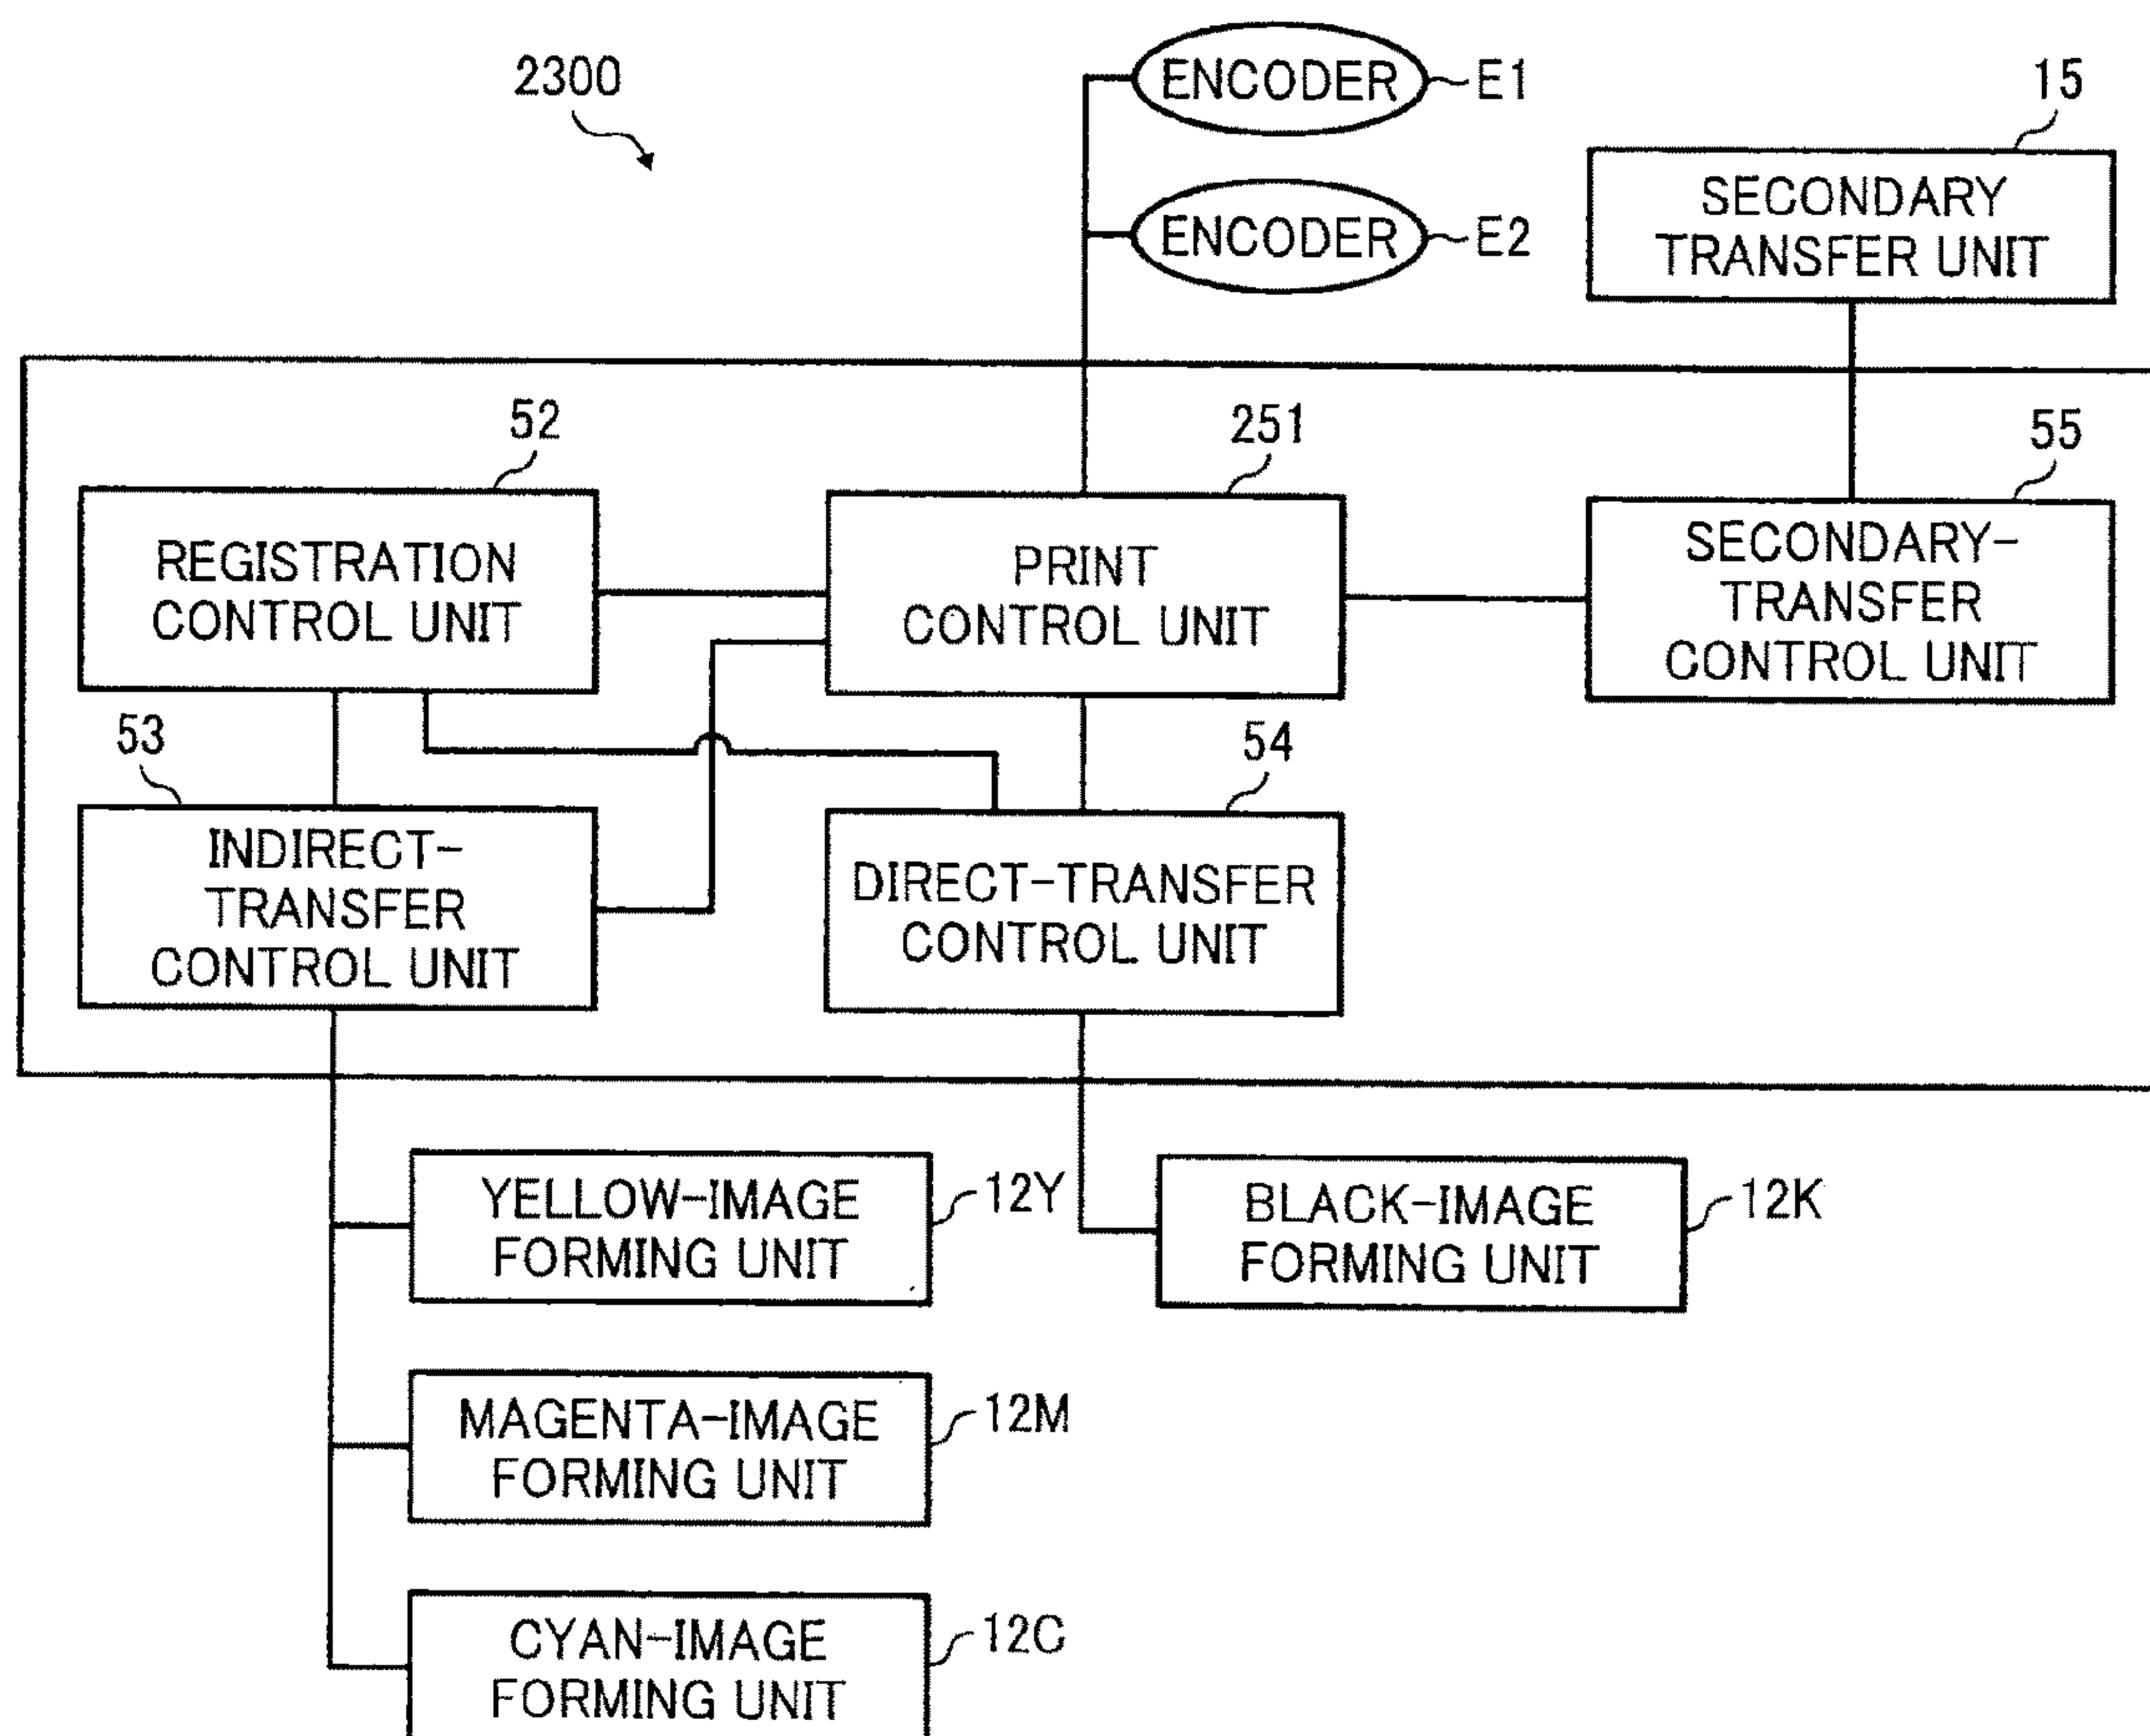 2300
ENCODER
E1
15
SECONDARY
TRANSFER UNIT
ENCODER
E2
52
251
55
REGISTRATION
CONTROL UNIT
PRINT
CONTROL UNIT
SECONDARY-
TRANSFER
CONTROL UNIT
53
54
INDIRECT-
TRANSFER
CONTROL UNIT
DIRECT-TRANSFER
CONTROL UNIT
YELLOW-IMAGE
FORMING UNIT
12Y
BLACK-IMAGE
FORMING UNIT
12K
MAGENTA-IMAGE
FORMING UNIT
12M
CYAN-IMAGE
FORMING UNIT
12C